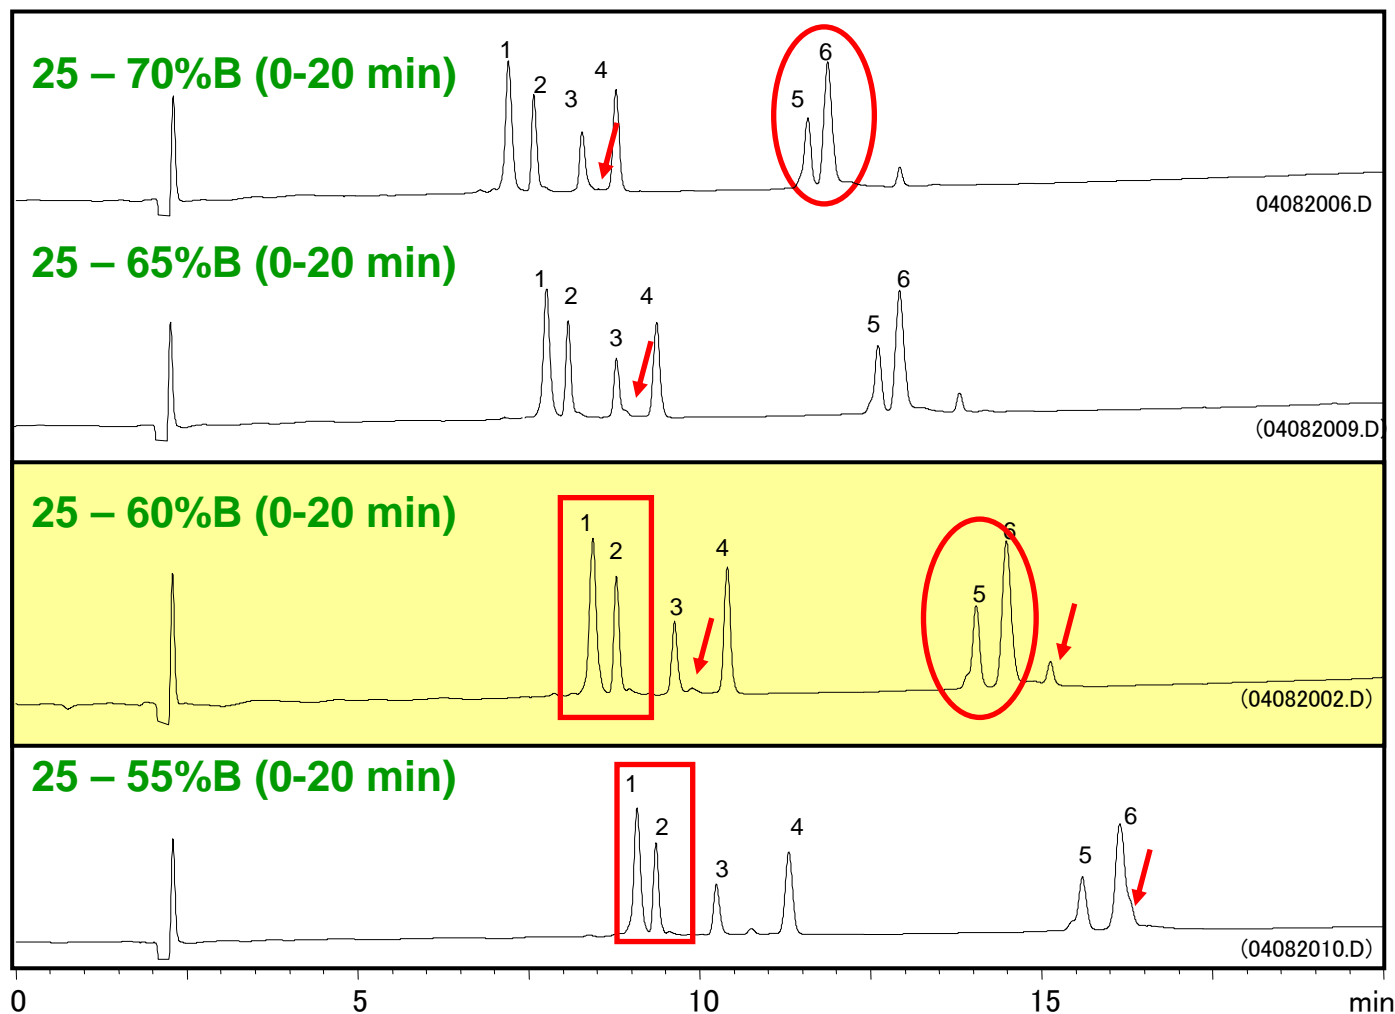 25 – 70%B (0-20 min)
1 2 3 4 5 6
04082006.D
25 – 65%B (0-20 min)
1 2 3 4 5 6
(04082009.D)
25 – 60%B (0-20 min)
1 2 3 4 5 6
(04082002.D)
25 – 55%B (0-20 min)
1 2 3 4 5 6
(04082010.D)
0 5 10 15 min